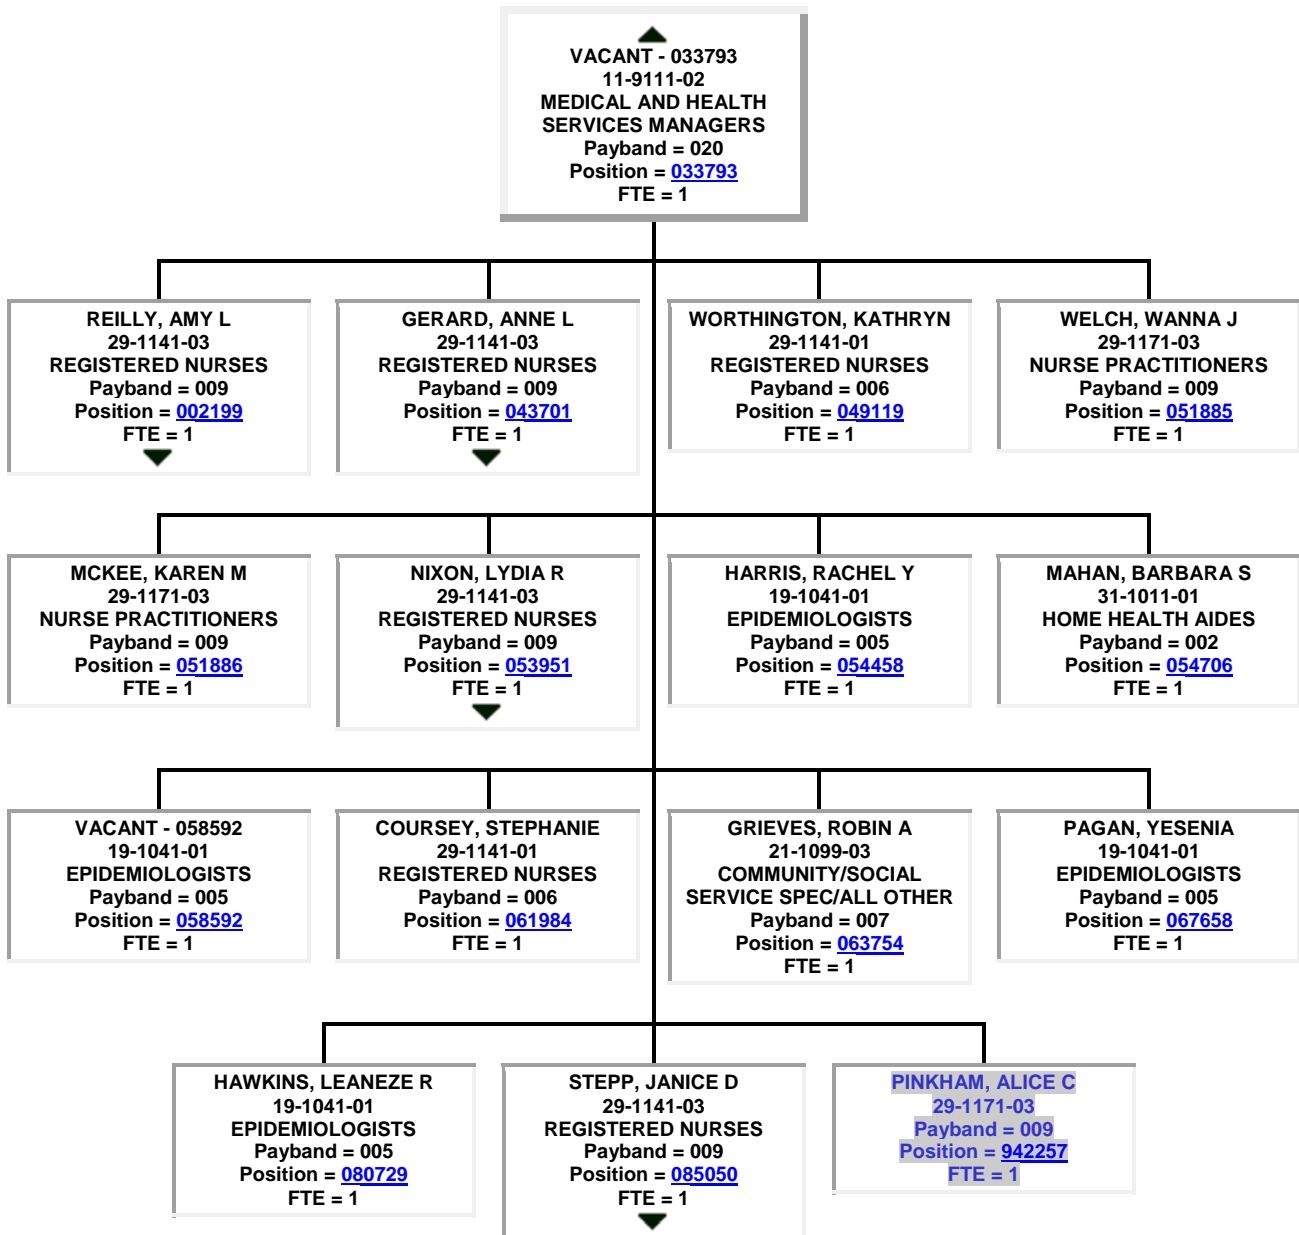 VACANT - 033793
11-9111-02
MEDICAL AND HEALTH
SERVICES MANAGERS
Payband = 020
Position = 033793
FTE = 1
REILLY, AMY L
29-1141-03
REGISTERED NURSES
Payband = 009
Position = 002199
FTE = 1
GERARD, ANNE L
29-1141-03
REGISTERED NURSES
Payband = 009
Position = 043701
FTE = 1
WORTHINGTON, KATHRYN
29-1141-01
REGISTERED NURSES
Payband = 006
Position = 049119
FTE = 1
WELCH, WANNA J
29-1171-03
NURSE PRACTITIONERS
Payband = 009
Position = 051885
FTE = 1
MCKEE, KAREN M
29-1171-03
NURSE PRACTITIONERS
Payband = 009
Position = 051886
FTE = 1
NIXON, LYDIA R
29-1141-03
REGISTERED NURSES
Payband = 009
Position = 053951
FTE = 1
HARRIS, RACHEL Y
19-1041-01
EPIDEMIOLOGISTS
Payband = 005
Position = 054458
FTE = 1
MAHAN, BARBARA S
31-1011-01
HOME HEALTH AIDES
Payband = 002
Position = 054706
FTE = 1
VACANT - 058592
19-1041-01
EPIDEMIOLOGISTS
Payband = 005
Position = 058592
FTE = 1
COURSEY, STEPHANIE
29-1141-01
REGISTERED NURSES
Payband = 006
Position = 061984
FTE = 1
GRIEVES, ROBIN A
21-1099-03
COMMUNITY/SOCIAL
SERVICE SPEC/ALL OTHER
Payband = 007
Position = 063754
FTE = 1
PAGAN, YESENIA
19-1041-01
EPIDEMIOLOGISTS
Payband = 005
Position = 067658
FTE = 1
HAWKINS, LEANEZE R
19-1041-01
EPIDEMIOLOGISTS
Payband = 005
Position = 080729
FTE = 1
STEPP, JANICE D
29-1141-03
REGISTERED NURSES
Payband = 009
Position = 085050
FTE = 1
PINKHAM, ALICE C
29-1171-03
Payband = 009
Position = 942257
FTE = 1